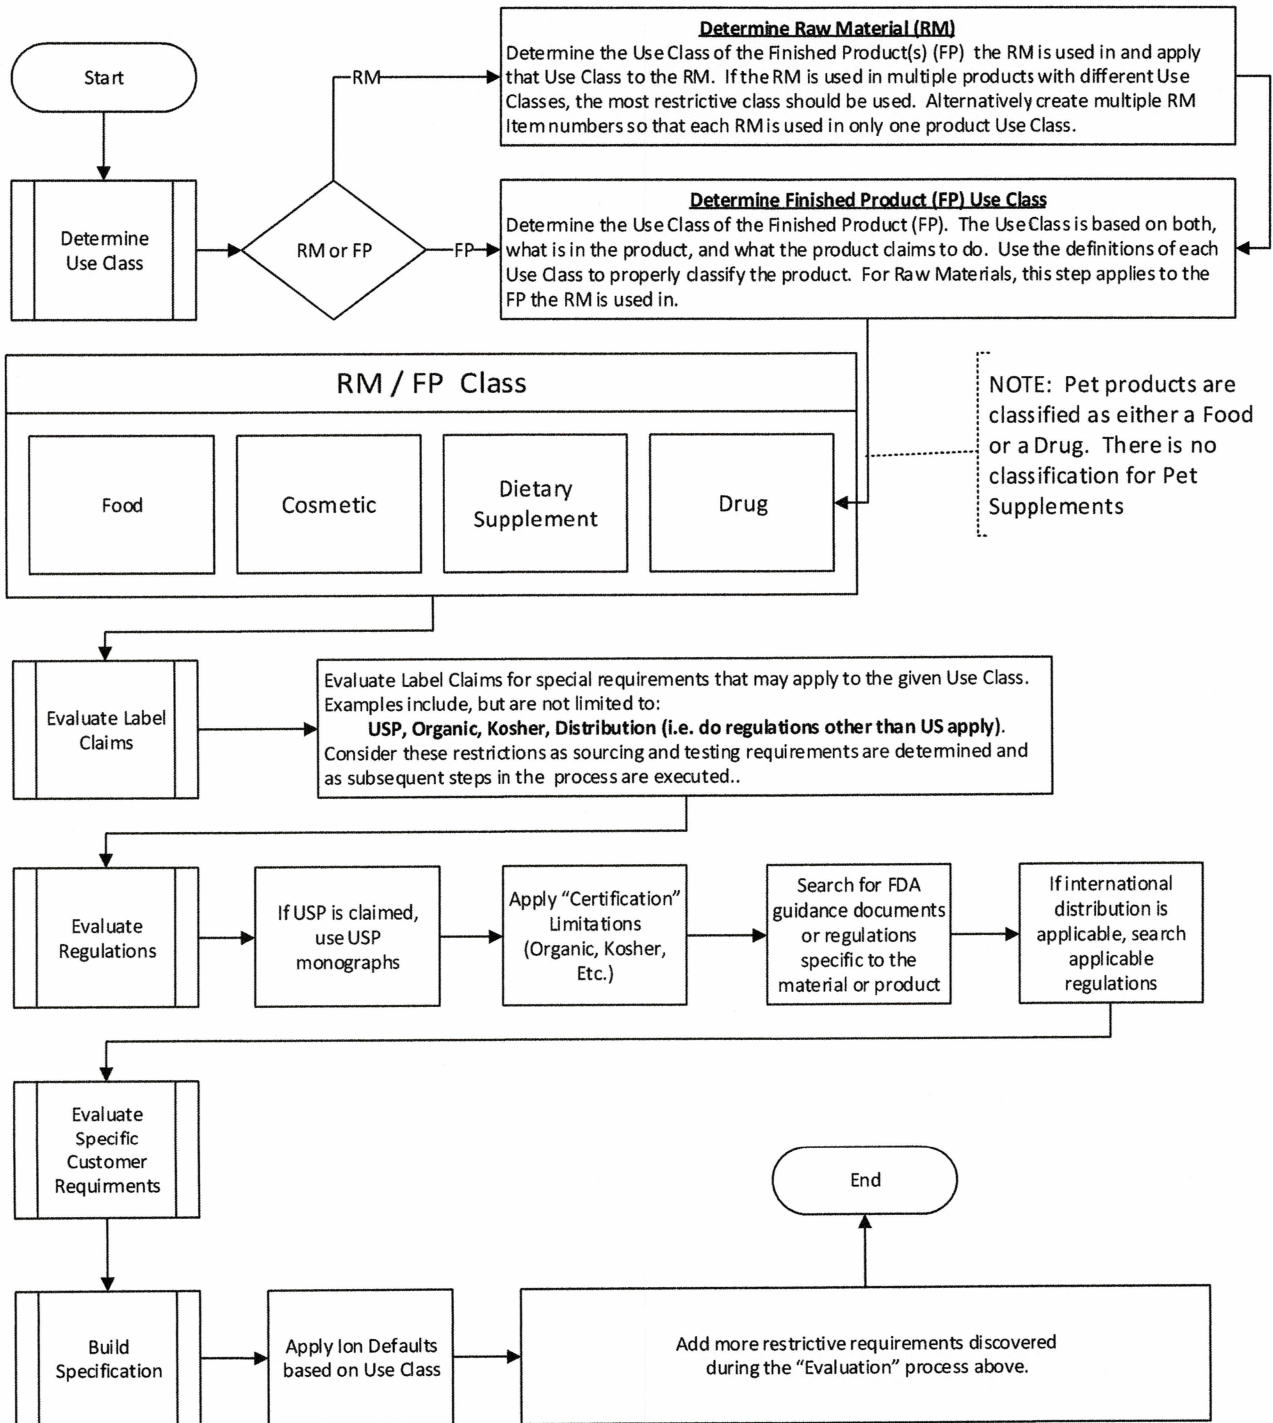 Start
Determine
Use Class
RM or FP
RM
FP
Determine Raw Material (RM)
Determine the Use Class of the Finished Product(s) (FP) the RM is used in and apply
that Use Class to the RM. If the RM is used in multiple products with different Use
Classes, the most restrictive class should be used. Alternatively create multiple RM
Item numbers so that each RM is used in only one product Use Class.
Determine Finished Product (FP) Use Class
Determine the Use Class of the Finished Product (FP). The Use Class is based on both,
what is in the product, and what the product claims to do. Use the definitions of each
Use Class to properly classify the product. For Raw Materials, this step applies to the
FP the RM is used in.
RM / FP Class
Food
Cosmetic
Dietary
Supplement
Drug
NOTE: Pet products are
classified as either a Food
or a Drug. There is no
classification for Pet
Supplements
Evaluate Label
Claims
Evaluate Label Claims for special requirements that may apply to the given Use Class.
Examples include, but are not limited to:
USP, Organic, Kosher, Distribution (i.e. do regulations other than US apply).
Consider these restrictions as sourcing and testing requirements are determined and
as subsequent steps in the process are executed..
Evaluate
Regulations
If USP is claimed,
use USP
monographs
Apply “Certification”
Limitations
(Organic, Kosher,
Etc.)
Search for FDA
guidance documents
or regulations
specific to the
material or product
If international
distribution is
applicable, search
applicable
regulations
Evaluate
Specific
Customer
Requirments
End
Build
Specification
Apply Ion Defaults
based on Use Class
Add more restrictive requirements discovered
during the “Evaluation” process above.